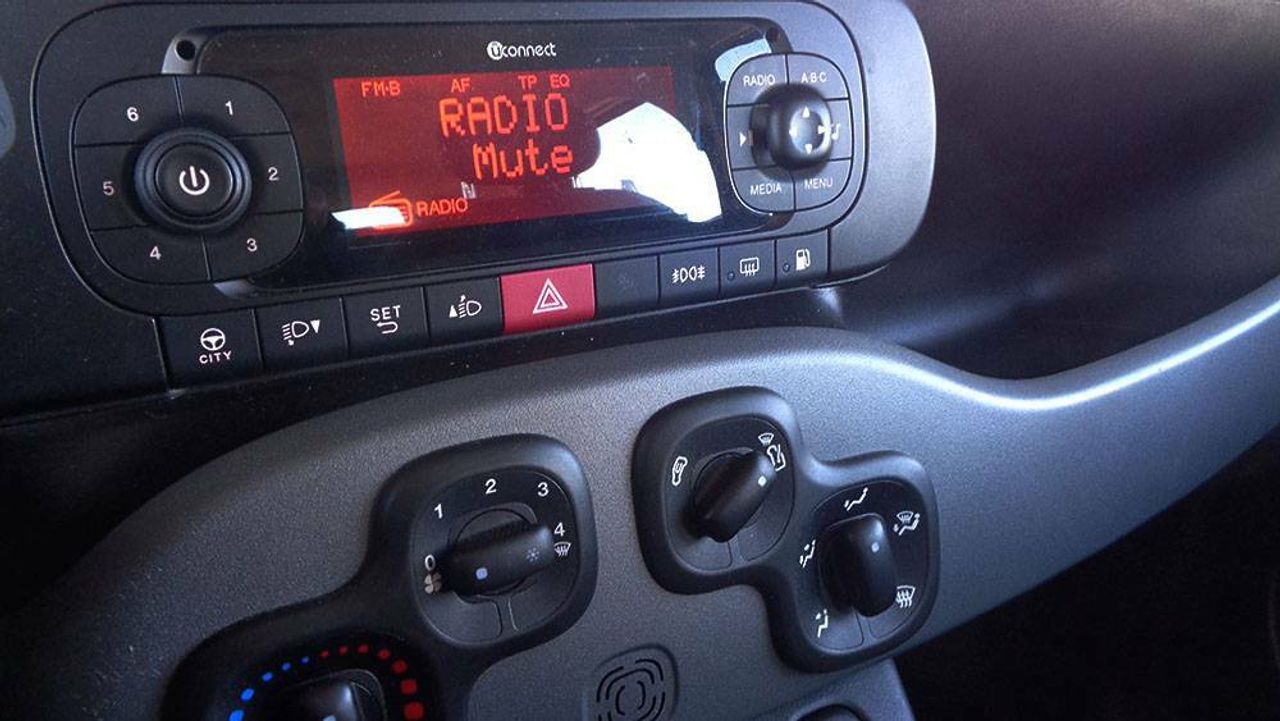 Uconnect
FM-B AF TP EQ
RADIO
Mute
RADIO
6 1
5 2
4 3
RADIO ABC
MEDIA MENU
CITY
SET
1 2 3
0 4